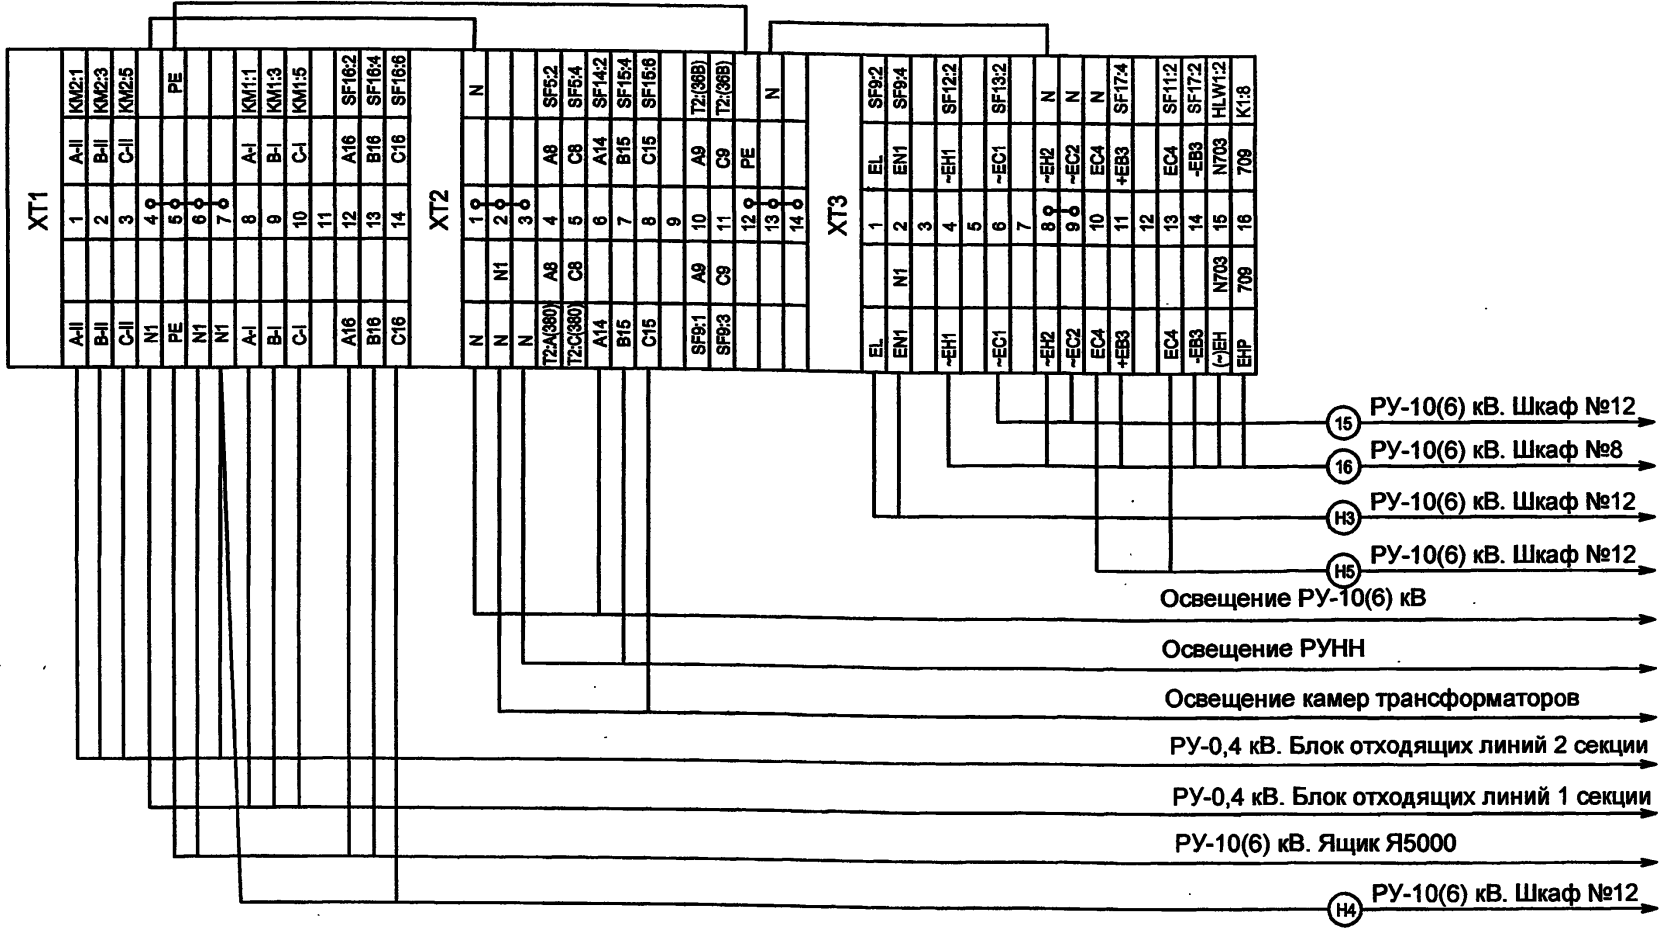 XT1
KM2:1 A-II 1 A-II
KM2:3 B-II 2 B-II
KM2:5 C-II 3 C-II
4 N1
PE 5 PE
6 N1
7 N1
KM1:1 A-I 8 A-I
KM1:3 B-I 9 B-I
KM1:5 C-I 10 C-I
11
SF16:2 A16 12 A16
SF16:4 B16 13 B16
SF16:6 C16 14 C16
XT2
N 1 N
2 N1 N
3 N
SF5:2 A8 4 A8 T2:A(380)
SF5:4 C8 5 C8 T2:C(380)
SF14:2 A14 6 A14
SF15:4 B15 7 B15
SF15:6 C15 8 C15
9
T2:(36В) A9 10 A9 SF9:1
T2:(36В) C9 11 C9 SF9:3
PE 12
N 13
14
XT3
SF9:2 EL 1 EL
SF9:4 EN1 2 N1 EN1
3
SF12:2 ~EH1 4 ~EH1
5
SF13:2 ~EC1 6 ~EC1
7
N ~EH2 8 ~EH2
N ~EC2 9 ~EC2
N EC4 10 EC4
SF17:4 +EB3 11 +EB3
12
SF11:2 EC4 13 EC4
SF17:2 -EB3 14 -EB3
HLW1:2 N703 15 N703 (~)EH
K1:8 709 16 709 EHP
15 РУ-10(6) кВ. Шкаф №12
16 РУ-10(6) кВ. Шкаф №8
Н3 РУ-10(6) кВ. Шкаф №12
Н5 РУ-10(6) кВ. Шкаф №12
Освещение РУ-10(6) кВ
Освещение РУНН
Освещение камер трансформаторов
РУ-0,4 кВ. Блок отходящих линий 2 секции
РУ-0,4 кВ. Блок отходящих линий 1 секции
РУ-10(6) кВ. Ящик Я5000
Н4 РУ-10(6) кВ. Шкаф №12